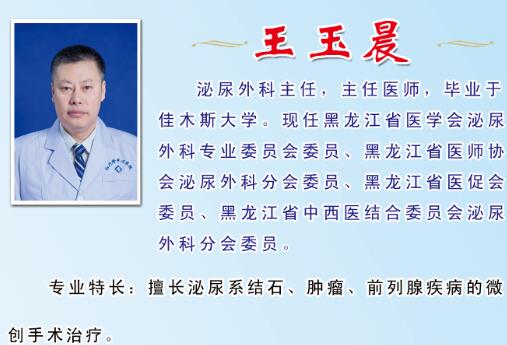 王玉晨
泌尿外科主任，主任医师，毕业于
佳木斯大学。现任黑龙江省医学会泌尿
外科专业委员会委员、黑龙江省医师协
会泌尿外科分会委员、黑龙江省医促会
委员、黑龙江省中西医结合委员会泌尿
外科分会委员。
专业特长：擅长泌尿系结石、肿瘤、前列腺疾病的微
创手术治疗。